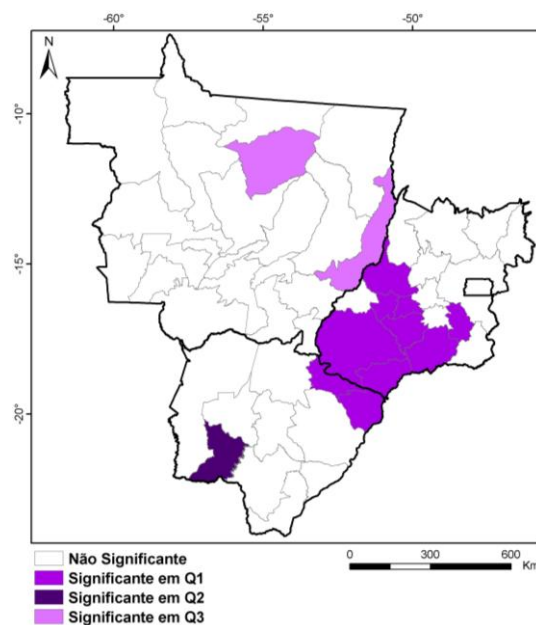 -60° -55° -50°
N
-10°
-15°
-20°
Não Significante
Significante em Q1
Significante em Q2
Significante em Q3
0 300 600
Km